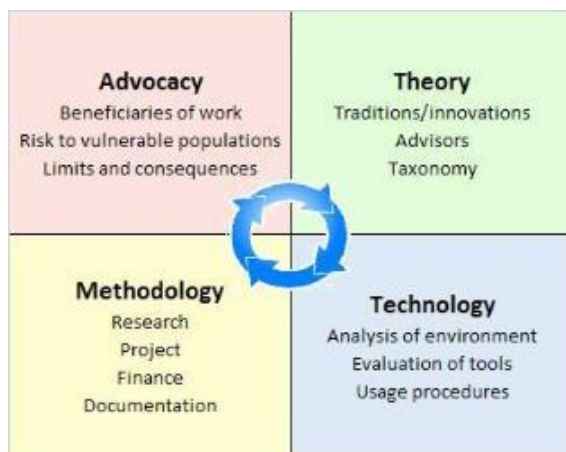 Advocacy
Beneficiaries of work
Risk to vulnerable populations
Limits and consequences
Theory
Traditions/innovations
Advisors
Taxonomy
Methodology
Research
Project
Finance
Documentation
Technology
Analysis of environment
Evaluation of tools
Usage procedures